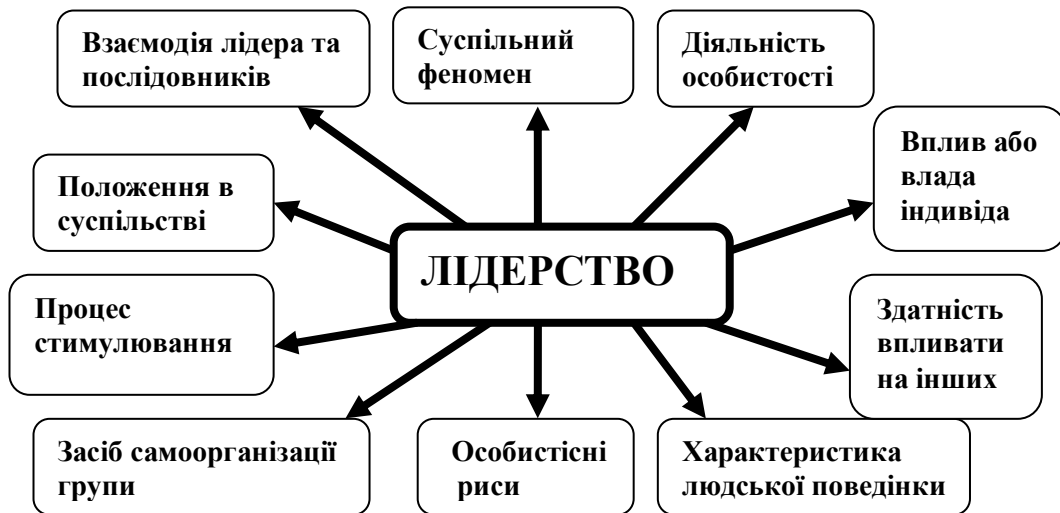 Взаємодія лідера та
послідовників
Суспільний
феномен
Діяльність
особистості
Вплив або
влада
індивіда
Положення в
суспільстві
ЛІДЕРСТВО
Процес
стимулювання
Здатність
впливати
на інших
Засіб самоорганізації
групи
Особистісні
риси
Характеристика
людської поведінки